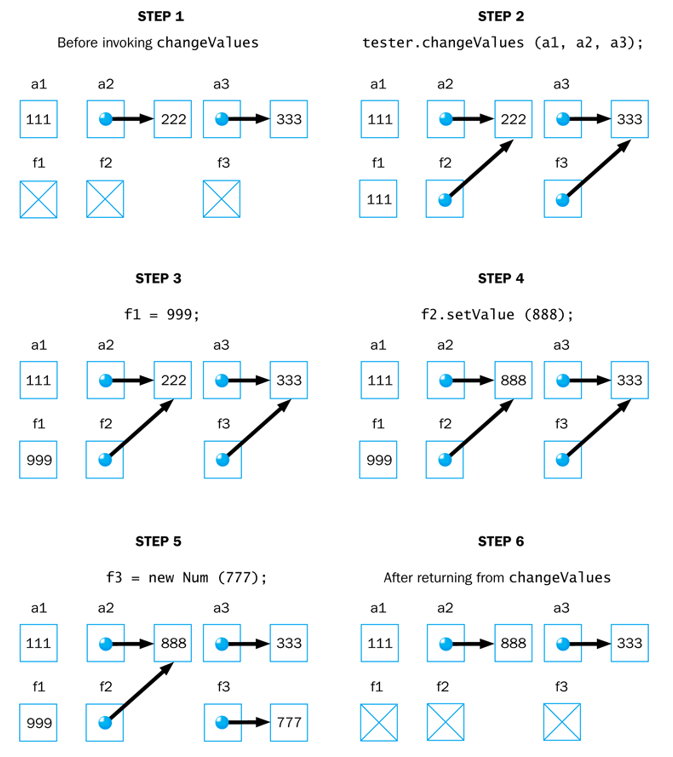 STEP 1
Before invoking changeValues
a1 a2 a3
111 222 333
f1 f2 f3
STEP 2
tester.changeValues (a1, a2, a3);
a1 a2 a3
111 222 333
f1 f2 f3
111
STEP 3
f1 = 999;
a1 a2 a3
111 222 333
f1 f2 f3
999
STEP 4
f2.setValue (888);
a1 a2 a3
111 888 333
f1 f2 f3
999
STEP 5
f3 = new Num (777);
a1 a2 a3
111 888 333
f1 f2 f3
999 777
STEP 6
After returning from changeValues
a1 a2 a3
111 888 333
f1 f2 f3